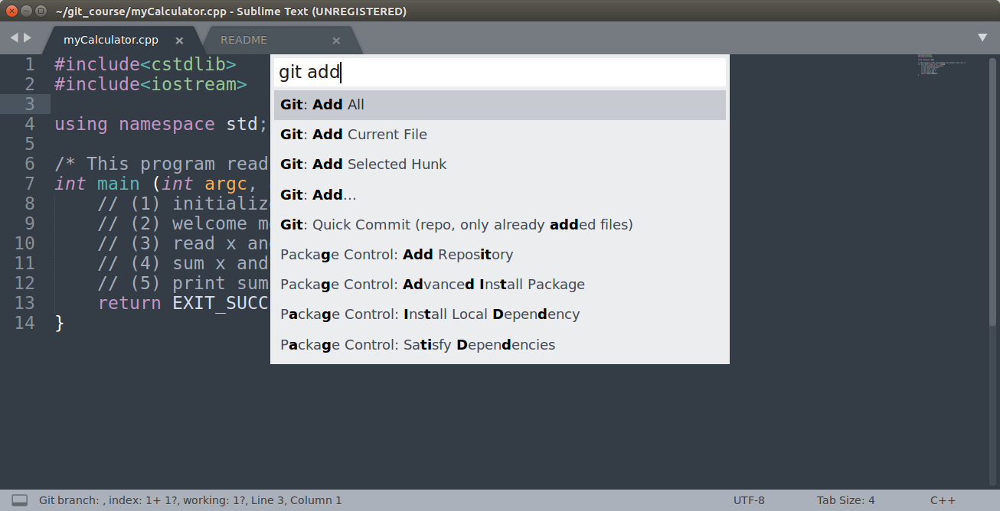 ~/git_course/myCalculator.cpp - Sublime Text (UNREGISTERED)
myCalculator.cpp
README
git add
Git: Add All
Git: Add Current File
Git: Add Selected Hunk
Git: Add...
Git: Quick Commit (repo, only already added files)
Package Control: Add Repository
Package Control: Advanced Install Package
Package Control: Install Local Dependency
Package Control: Satisfy Dependencies
1 #include<cstdlib>
2 #include<iostream>
3
4 using namespace std;
5
6 /* This program read
7 int main (int argc,
8 // (1) initializ
9 // (2) welcome m
10 // (3) read x an
11 // (4) sum x and
12 // (5) print sum
13 return EXIT_SUCC
14 }
Git branch: , index: 1+ 1?, working: 1?, Line 3, Column 1
UTF-8
Tab Size: 4
C++